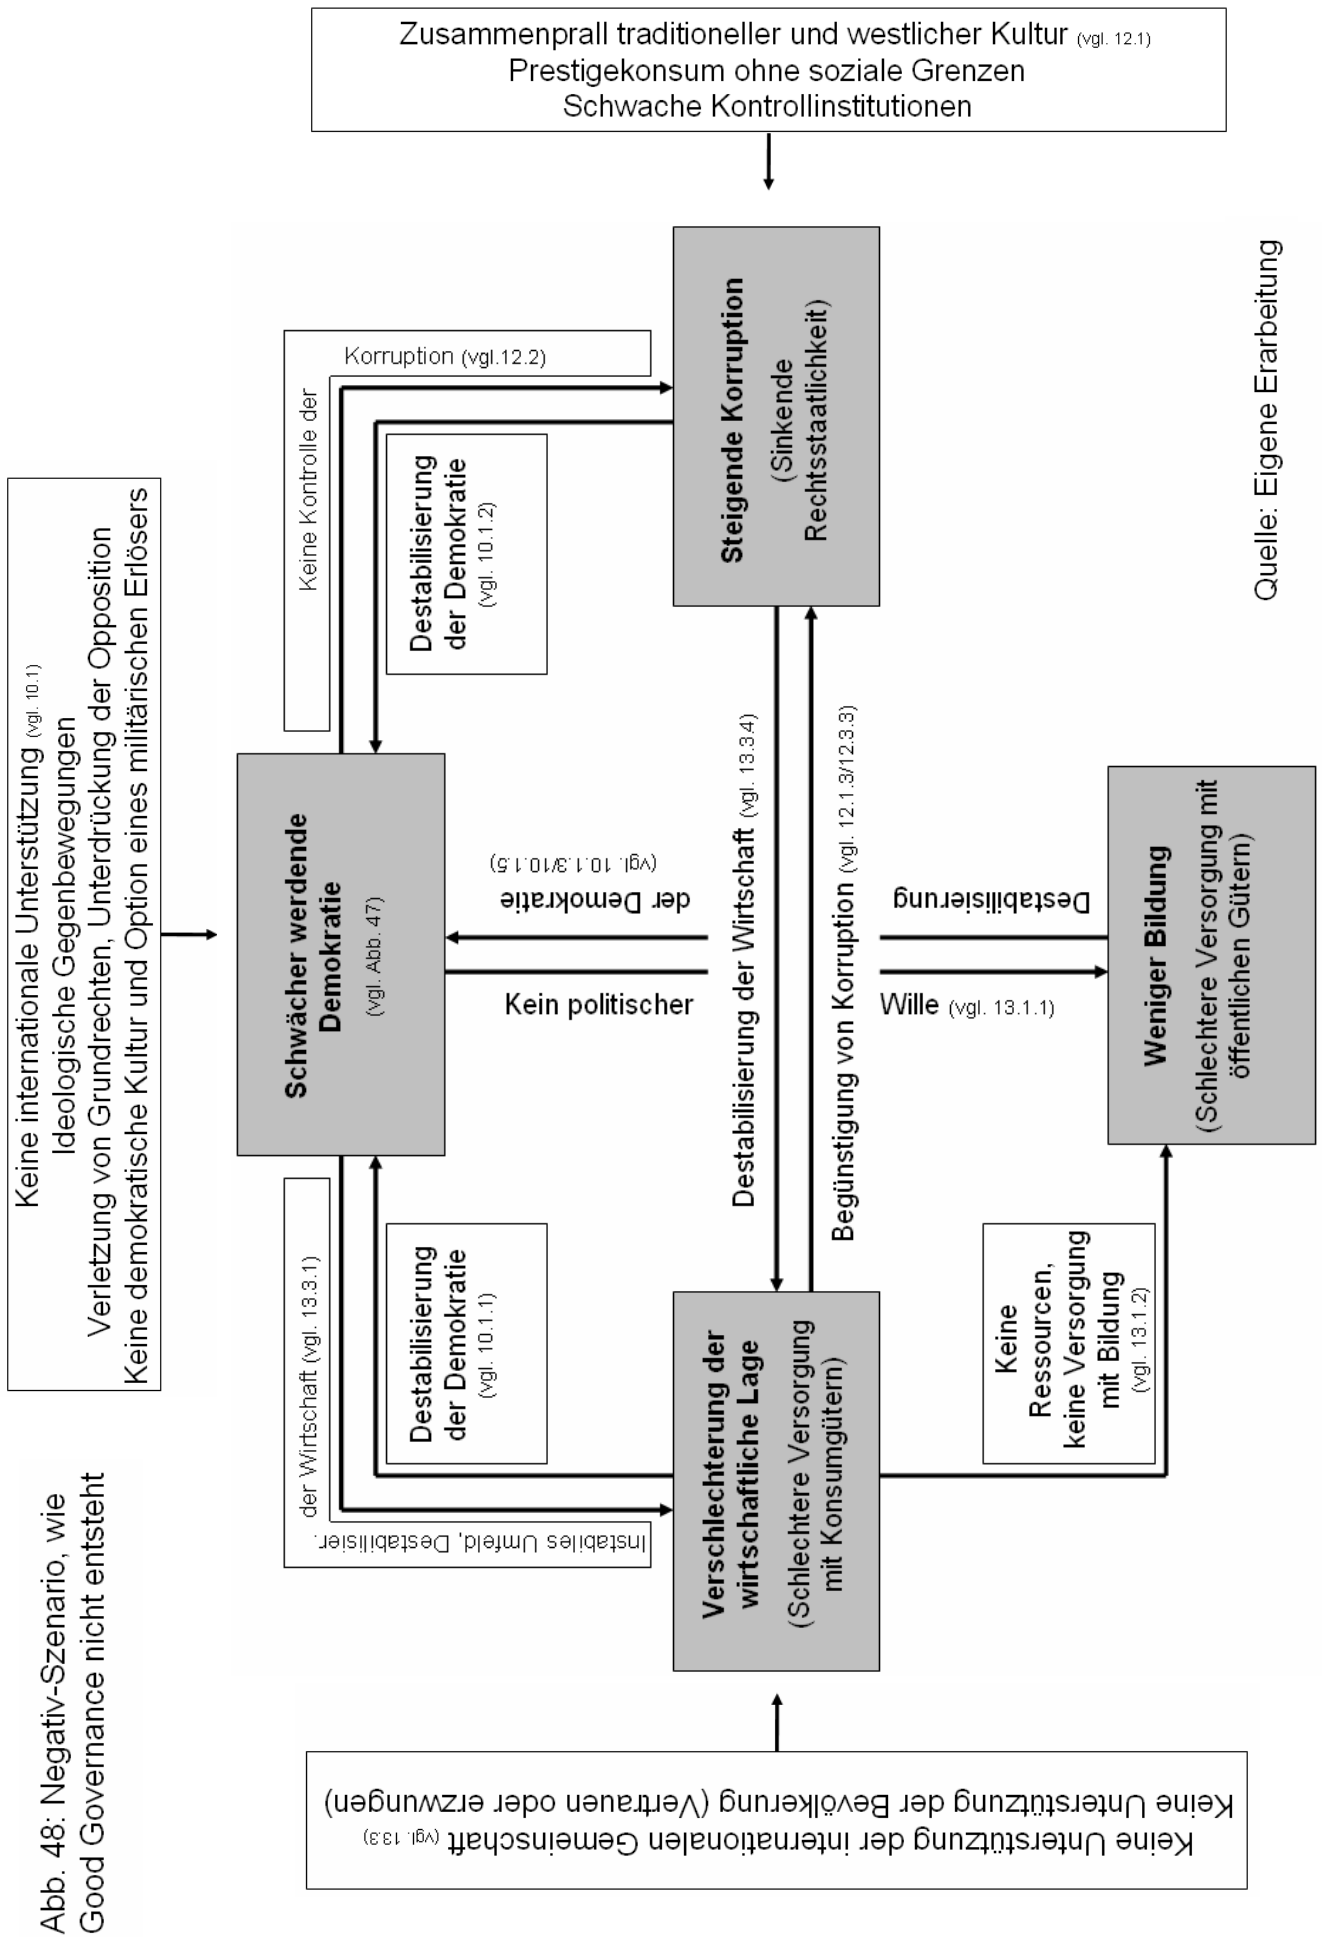 Abb. 48: Negativ-Szenario, wie
Good Governance nicht entsteht
Keine internationale Unterstützung (vgl. 10.1)
Ideologische Gegenbewegungen
Verletzung von Grundrechten, Unterdrückung der Opposition
Keine demokratische Kultur und Option eines militärischen Erlösers
Schwächer werdende
Demokratie
(vgl. Abb. 47)
Instabiles Umfeld, Destabilisier.
der Wirtschaft (vgl. 13.3.1)
Destabilisierung
der Demokratie
(vgl. 10.1.1)
Keine Kontrolle der
Korruption (vgl.12.2)
Destabilisierung
der Demokratie
(vgl. 10.1.2)
Keine Unterstützung der internationalen Gemeinschaft (vgl. 13.3)
Keine Unterstützung der Bevölkerung (Vertrauen oder erzwungen)
Verschlechterung der
wirtschaftliche Lage
(Schlechtere Versorgung
mit Konsumgütern)
Destabilisierung der Wirtschaft (vgl. 13.3.4)
Begünstigung von Korruption (vgl. 12.1.3/12.3.3)
Destabilisierung
der Demokratie
(vgl. 10.1.3/10.1.5)
Kein politischer
Wille (vgl. 13.1.1)
Steigende Korruption
(Sinkende
Rechtsstaatlichkeit)
Zusammenprall traditioneller und westlicher Kultur (vgl. 12.1)
Prestigekonsum ohne soziale Grenzen
Schwache Kontrollinstitutionen
Keine
Ressourcen,
keine Versorgung
mit Bildung
(vgl. 13.1.2)
Weniger Bildung
(Schlechtere Versorgung mit
öffentlichen Gütern)
Quelle: Eigene Erarbeitung